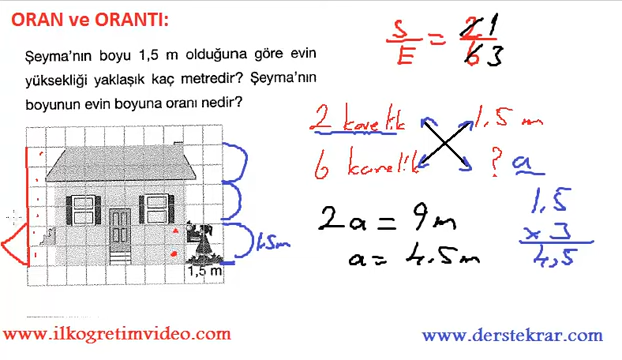 ORAN ve ORANTI:
Şeyma'nın boyu 1,5 m olduğuna göre evin
yüksekliği yaklaşık kaç metredir? Şeyma'nın
boyunun evin boyuna oranı nedir?
S/E = 2/6 1/3
2 karelik 1.5 m
6 karelik ? a
2a = 9m
a = 4.5m
1,5
x 3
4,5
1.5m
1,5 m
www.ilkogretimvideo.com
www.derstekrar.com